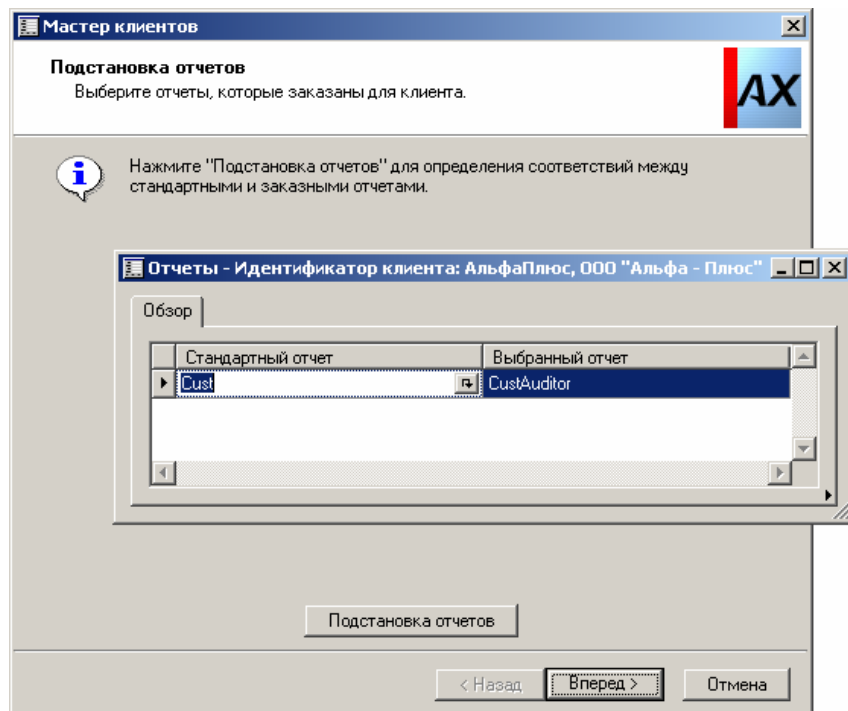 Мастер клиентов
Подстановка отчетов
Выберите отчеты, которые заказаны для клиента.
AX
Нажмите "Подстановка отчетов" для определения соответствий между
стандартными и заказными отчетами.
Отчеты - Идентификатор клиента: АльфаПлюс, ООО "Альфа - Плюс"
Обзор
Стандартный отчет Выбранный отчет
Cust CustAuditor
Подстановка отчетов
< Назад Вперед > Отмена